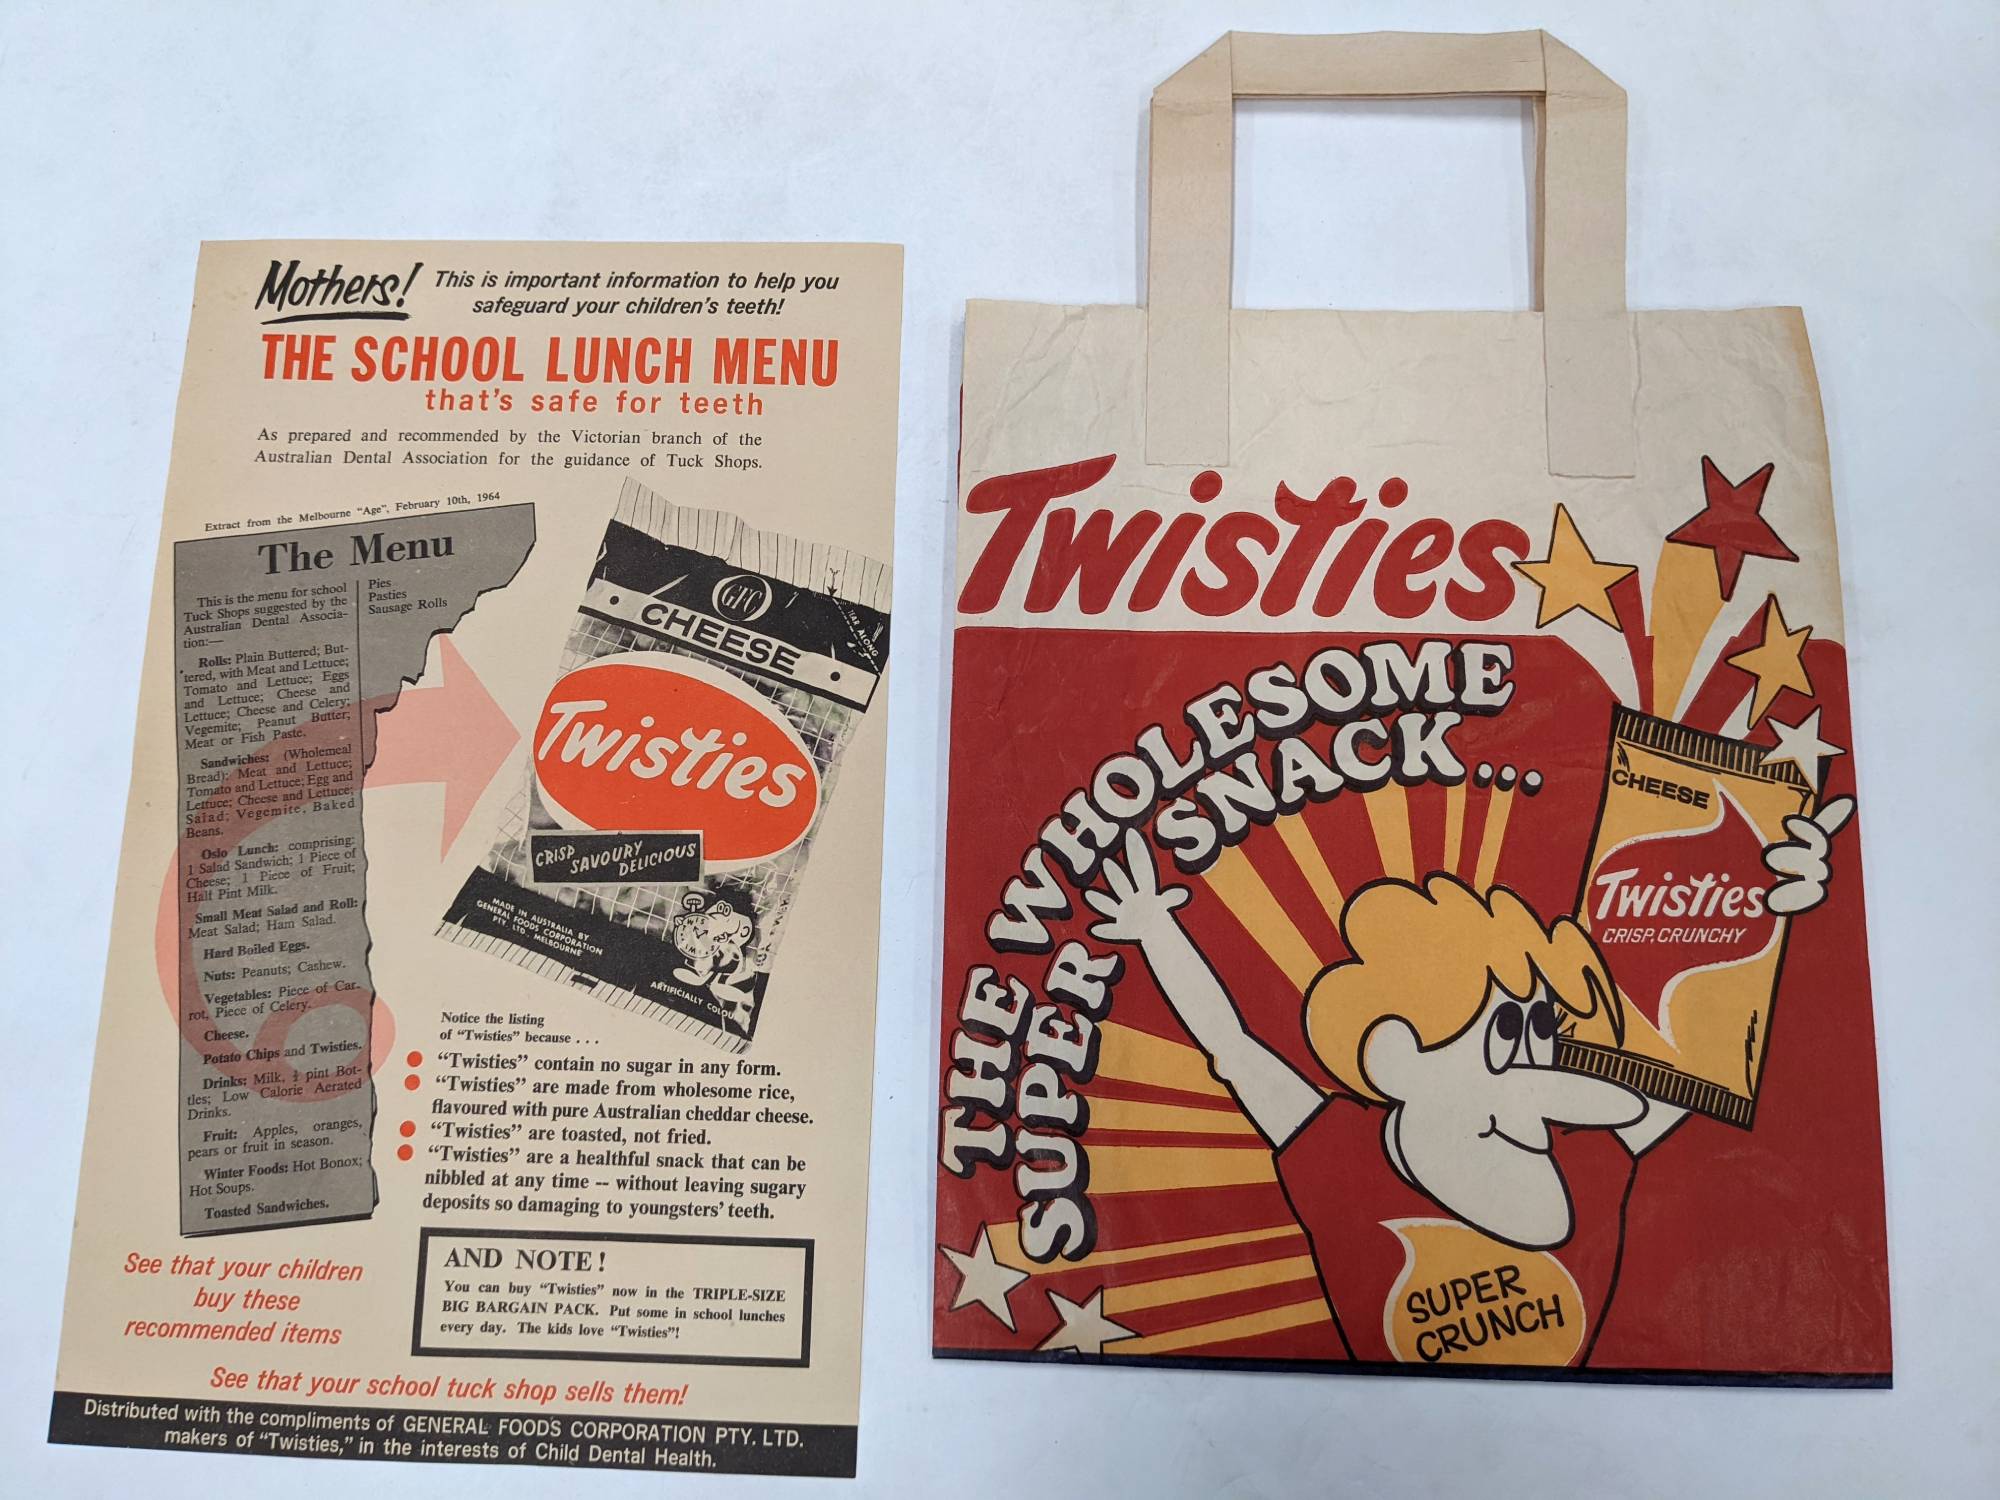 Mothers!
This is important information to help you
safeguard your children's teeth!
THE SCHOOL LUNCH MENU
that's safe for teeth
As prepared and recommended by the Victorian branch of the
Australian Dental Association for the guidance of Tuck Shops.
Extract from the Melbourne "Age", February 10th, 1964
The Menu
This is the menu for school
Tuck Shops suggested by the
Australian Dental Associa-
tion:—
Rolls: Plain Buttered; But-
tered, with Meat and Lettuce;
Tomato and Lettuce; Eggs
and Lettuce; Cheese and
Lettuce; Cheese and Celery;
Vegemite; Peanut Butter;
Meat or Fish Paste.
Sandwiches: (Wholemeal
Bread): Meat and Lettuce;
Tomato and Lettuce; Egg and
Lettuce; Cheese and Lettuce;
Salad; Vegemite, Baked
Beans.
Oslo Lunch: comprising:
1 Salad Sandwich; 1 Piece of
Cheese; 1 Piece of Fruit;
Half Pint Milk.
Small Meat Salad and Roll:
Meat Salad; Ham Salad.
Hard Boiled Eggs.
Nuts: Peanuts; Cashew.
Vegetables: Piece of Car-
rot, Piece of Celery.
Cheese.
Potato Chips and Twisties.
Drinks: Milk, ½ pint Bot-
tles; Low Calorie Aerated
Drinks.
Fruit: Apples, oranges,
pears or fruit in season.
Winter Foods: Hot Bonox;
Hot Soups.
Toasted Sandwiches.
Pies
Pasties
Sausage Rolls
GFC
TEAR ALONG
• CHEESE •
Twisties
CRISP
SAVOURY
DELICIOUS
MADE IN AUSTRALIA BY
GENERAL FOODS CORPORATION
PTY. LTD. MELBOURNE
ARTIFICIALLY COLOU
Notice the listing
of "Twisties" because . . .
• "Twisties" contain no sugar in any form.
• "Twisties" are made from wholesome rice,
flavoured with pure Australian cheddar cheese.
• "Twisties" are toasted, not fried.
• "Twisties" are a healthful snack that can be
nibbled at any time -- without leaving sugary
deposits so damaging to youngsters' teeth.
AND NOTE!
You can buy "Twisties" now in the TRIPLE-SIZE
BIG BARGAIN PACK. Put some in school lunches
every day. The kids love "Twisties"!
See that your children
buy these
recommended items
See that your school tuck shop sells them!
Distributed with the compliments of GENERAL FOODS CORPORATION PTY. LTD.
makers of "Twisties," in the interests of Child Dental Health.
Twisties
THE WHOLESOME
SUPER SNACK...
CHEESE
Twisties
CRISP, CRUNCHY
SUPER
CRUNCH